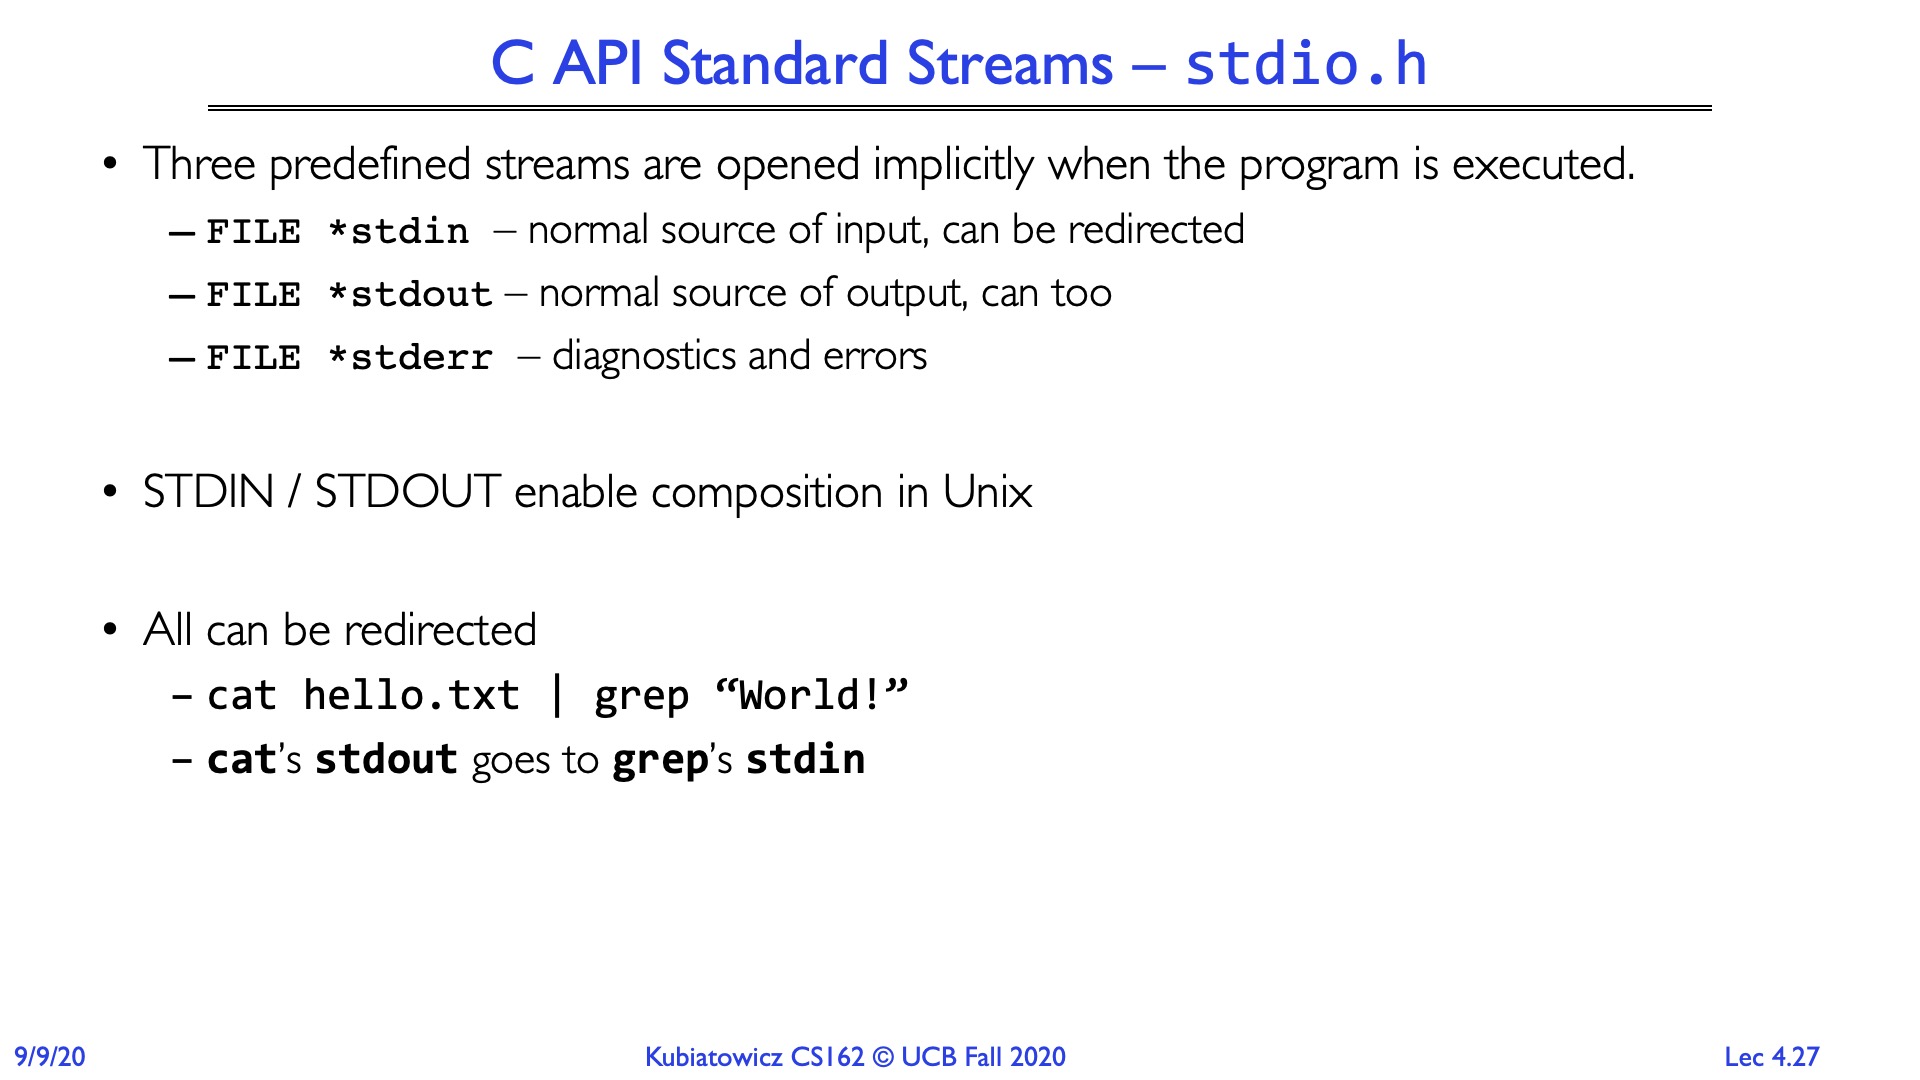 C API Standard Streams – stdio.h
• Three predefined streams are opened implicitly when the program is executed.
– FILE *stdin – normal source of input, can be redirected
– FILE *stdout – normal source of output, can too
– FILE *stderr – diagnostics and errors
• STDIN / STDOUT enable composition in Unix
• All can be redirected
– cat hello.txt | grep “World!”
– cat’s stdout goes to grep’s stdin
9/9/20
Kubiatowicz CS162 © UCB Fall 2020
Lec 4.27